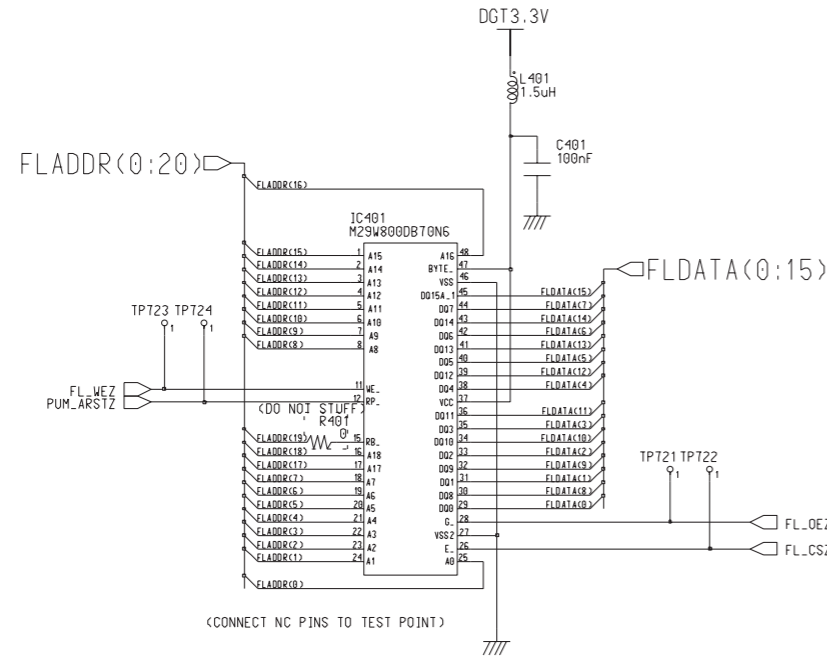 DGT3.3V
L401
1.5uH
C401
100nF
FLADDR(0:20)
FLADDR(16)
IC401
M29W800DB70N6
FLADDR(15) 1 A15
FLADDR(14) 2 A14
FLADDR(13) 3 A13
FLADDR(12) 4 A12
FLADDR(11) 5 A11
FLADDR(10) 6 A10
FLADDR(9) 7 A9
FLADDR(8) 8 A8
TP723 TP724
1 1
FL_WEZ 11 WE_
PUM_ARSTZ 12 RP_
(DO NOT STUFF)
R401
0
FLADDR(19) 15 RB_
FLADDR(18) 16 A18
FLADDR(17) 17 A17
FLADDR(7) 18 A7
FLADDR(6) 19 A6
FLADDR(5) 20 A5
FLADDR(4) 21 A4
FLADDR(3) 22 A3
FLADDR(2) 23 A2
FLADDR(1) 24 A1
FLADDR(0)
A16 48
BYTE_ 47
VSS 46
DQ15A_1 45 FLDATA(15)
DQ7 44 FLDATA(7)
DQ14 43 FLDATA(14)
DQ6 42 FLDATA(6)
DQ13 41 FLDATA(13)
DQ5 40 FLDATA(5)
DQ12 39 FLDATA(12)
DQ4 38 FLDATA(4)
VCC 37
DQ11 36 FLDATA(11)
DQ3 35 FLDATA(3)
DQ10 34 FLDATA(10)
DQ2 33 FLDATA(2)
DQ9 32 FLDATA(9)
DQ1 31 FLDATA(1)
DQ8 30 FLDATA(8)
DQ0 29 FLDATA(0)
G_ 28
VSS2 27
E_ 26
A0 25
FLDATA(0:15)
TP721 TP722
1 1
FL_OEZ
FL_CSZ
(CONNECT NC PINS TO TEST POINT)